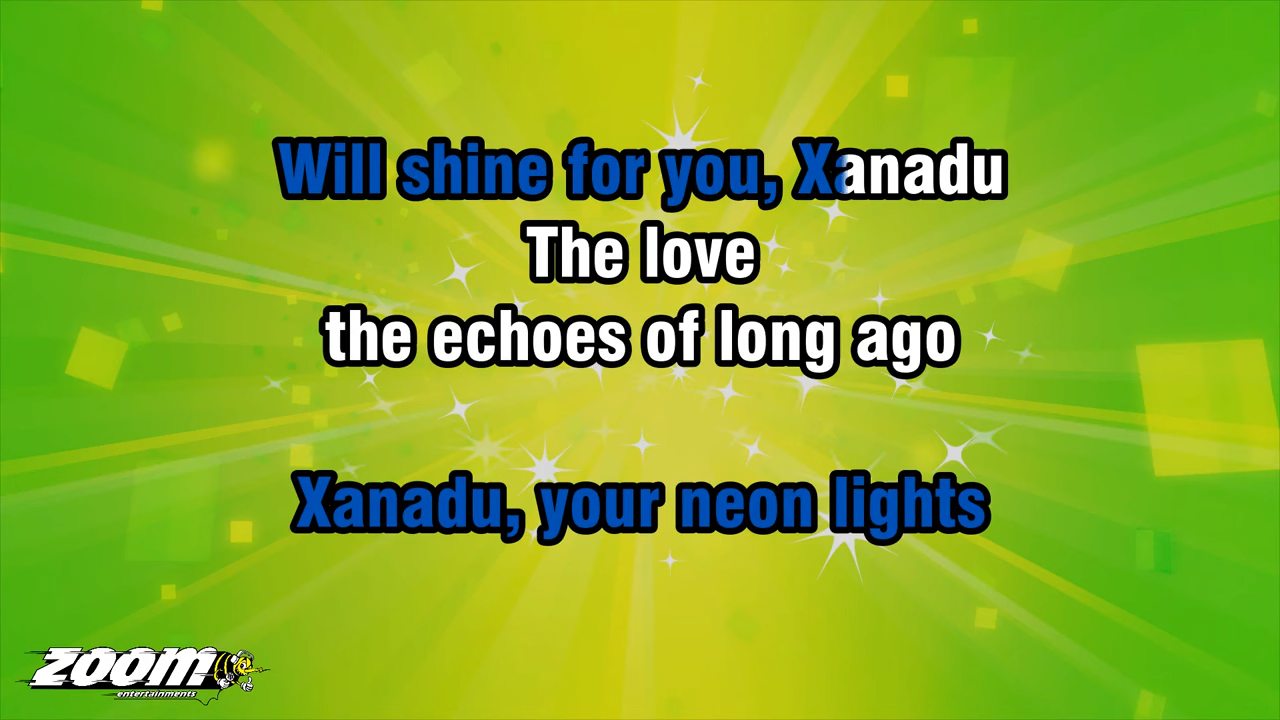 Will shine for you, Xanadu
The love
the echoes of long ago
Xanadu, your neon lights
zoom
entertainments